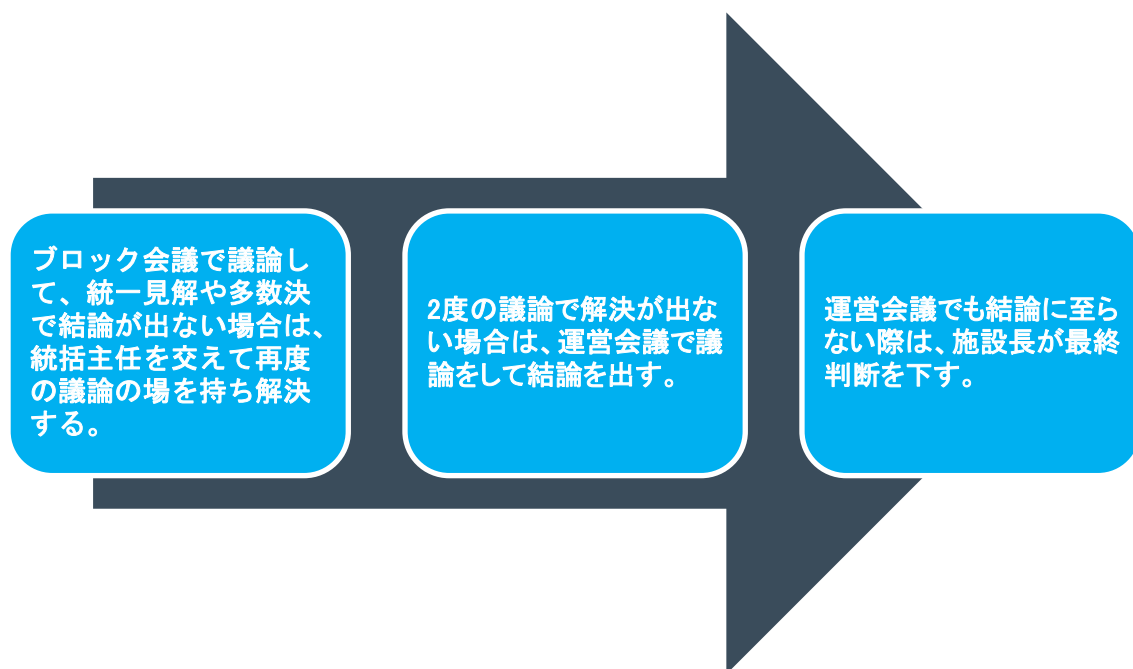 ブロック会議で議論し
て、統一見解や多数決
で結論が出ない場合は、
統括主任を交えて再度
の議論の場を持ち解決
する。
2度の議論で解決が出な
い場合は、運営会議で議
論をして結論を出す。
運営会議でも結論に至ら
ない際は、施設長が最終
判断を下す。